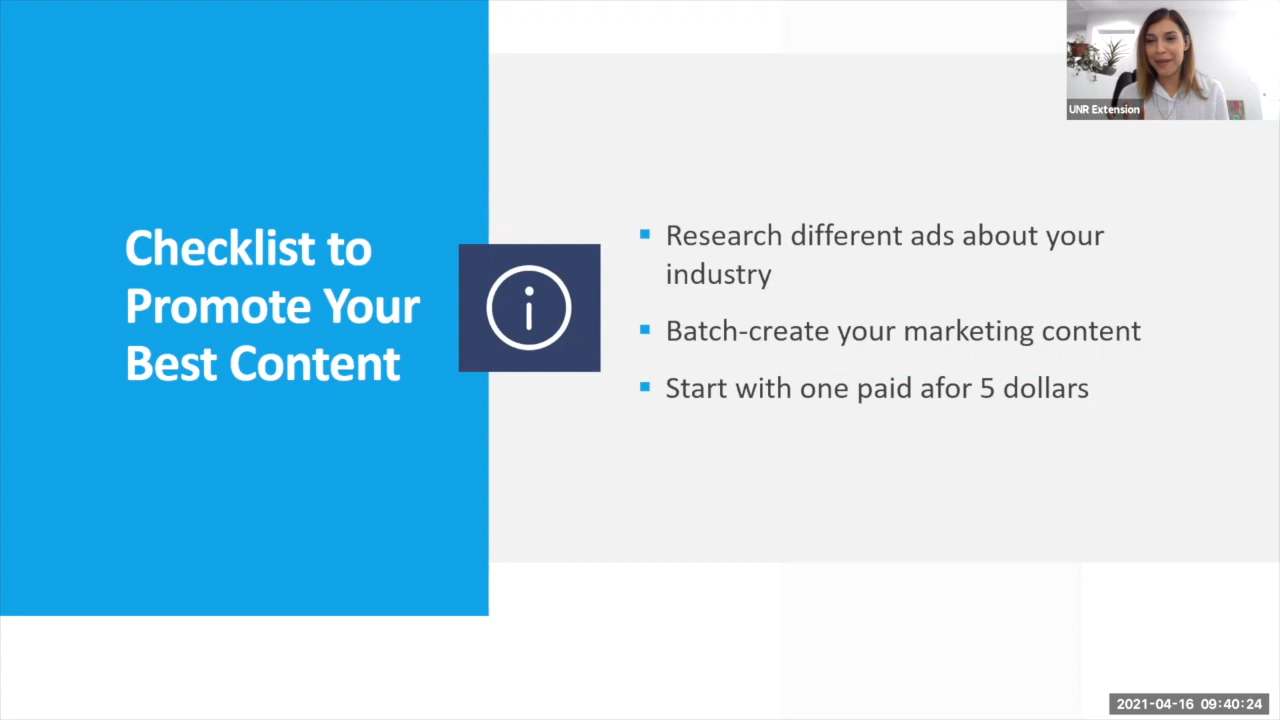 Checklist to
Promote Your
Best Content
Research different ads about your
industry
Batch-create your marketing content
Start with one paid afor 5 dollars
UNR Extension
2021-04-16 09:40:24